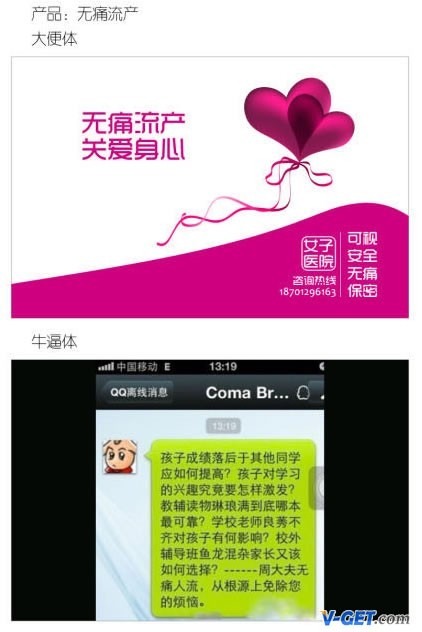 产品：无痛流产
大便体
无痛流产
关爱身心
女子
医院
咨询热线
18701296163
可视
安全
无痛
保密
牛逼体
中国移动 E 13:19
QQ离线消息 Coma Br...
13:19
孩子成绩落后于其他同学
应如何提高？孩子对学习
的兴趣究竟要怎样激发？
教辅读物琳琅满到底哪本
最可靠？学校老师良莠不
齐对孩子有何影响？校外
辅导班鱼龙混杂家长又该
如何选择？------周大夫无
痛人流，从根源上免除您
的烦恼。
V-GET.com